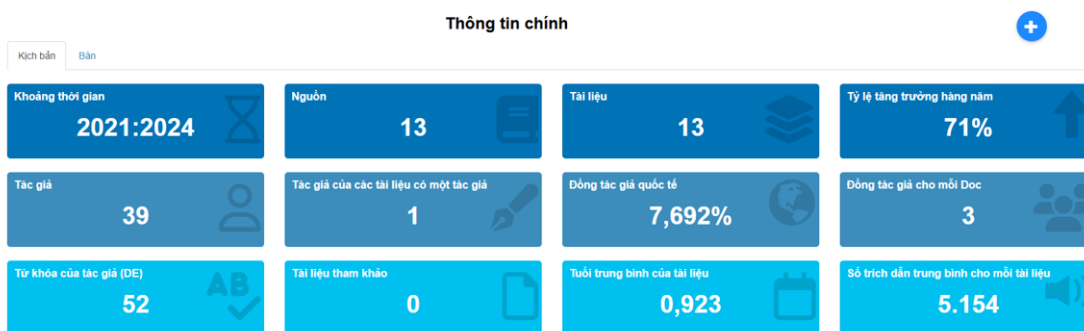 Thông tin chính
Kịch bản Bàn
Khoảng thời gian
2021:2024
Nguồn
13
Tài liệu
13
Tỷ lệ tăng trưởng hàng năm
71%
Tác giả
39
Tác giả của các tài liệu có một tác giả
1
Đồng tác giả quốc tế
7,692%
Đồng tác giả cho mỗi Doc
3
Từ khóa của tác giả (DE)
52
AB
Tài liệu tham khảo
0
Tuổi trung bình của tài liệu
0,923
Số trích dẫn trung bình cho mỗi tài liệu
5.154